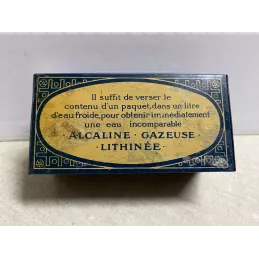 Il suffit de verser le
contenu d'un paquet, dans un litre
d'eau froide, pour obtenir immédiatement
une eau incomparable
· ALCALINE · GAZEUSE ·
· LITHINÉE ·